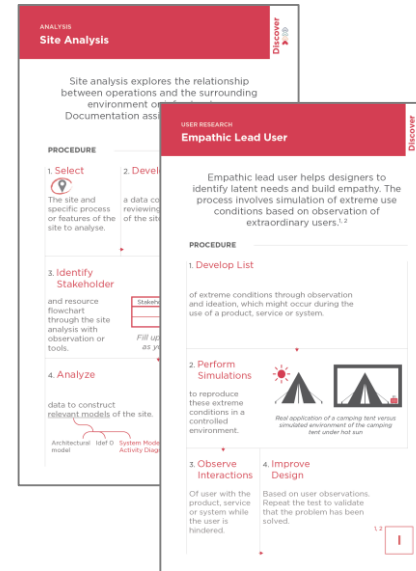 ANALYSIS
Site Analysis
Discover
Site analysis explores the relationship
between operations and the surrounding
environment
Documentation
PROCEDURE
1. Select
The site and
specific process
or features of the
site to analyse.
2.
a data
reviewing
of the
3. Identify
Stakeholder
and resource
flowchart
through the site
analysis with
observation or
tools.
Fill up
4. Analyze
data to construct
relevant models of the site.
Architectural
model
Idef 0
System
Activity
USER RESEARCH
Empathic Lead User
Discover
Empathic lead user helps designers to
identify latent needs and build empathy. The
process involves simulation of extreme use
conditions based on observation of
extraordinary users.1, 2
PROCEDURE
1. Develop List
of extreme conditions through observation
and ideation, which might occur during the
use of a product, service or system.
2. Perform
Simulations
to reproduce
these extreme
conditions in a
controlled
environment.
Real application of a camping tent versus
simulated environment of the camping
tent under hot sun
3. Observe
Interactions
Of user with the
product, service
or system while
the user is
hindered.
4. Improve
Design
Based on user observations.
Repeat the test to validate
that the problem has been
solved.
1, 2
I